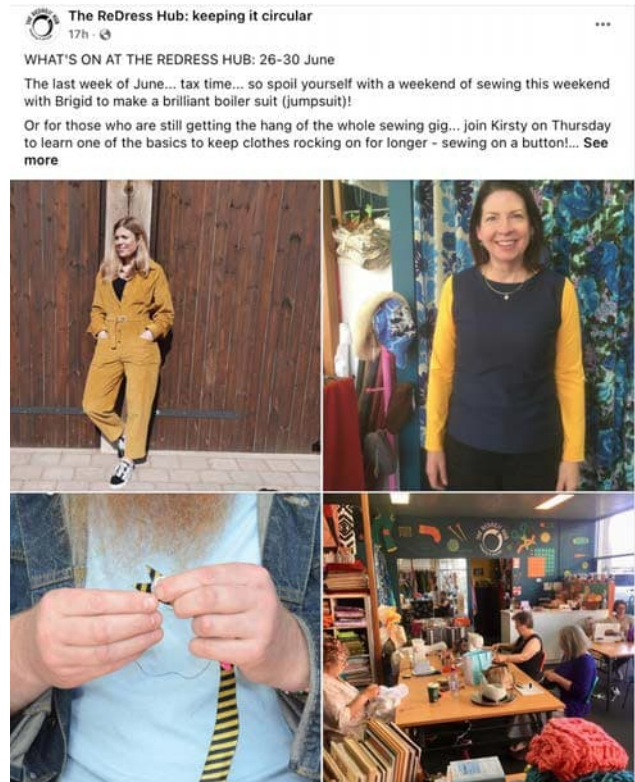 The ReDress Hub: keeping it circular
17h ·
WHAT'S ON AT THE REDRESS HUB: 26-30 June
The last week of June... tax time... so spoil yourself with a weekend of sewing this weekend
with Brigid to make a brilliant boiler suit (jumpsuit)!
Or for those who are still getting the hang of the whole sewing gig... join Kirsty on Thursday
to learn one of the basics to keep clothes rocking on for longer - sewing on a button!... See
more
THE REDRESS HUB